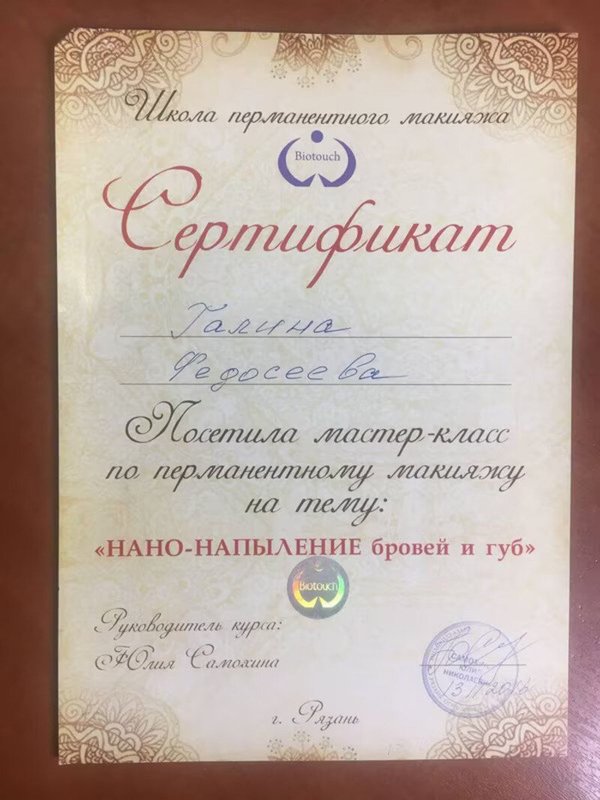 Школа перманентного макияжа
Biotouch
Сертификат
Галина
Федосеева
Посетила мастер-класс
по перманентному макияжу
на тему:
«НАНО-НАПЫЛЕНИЕ бровей и губ»
Biotouch
Руководитель курса:
Юлия Самохина
г. Рязань